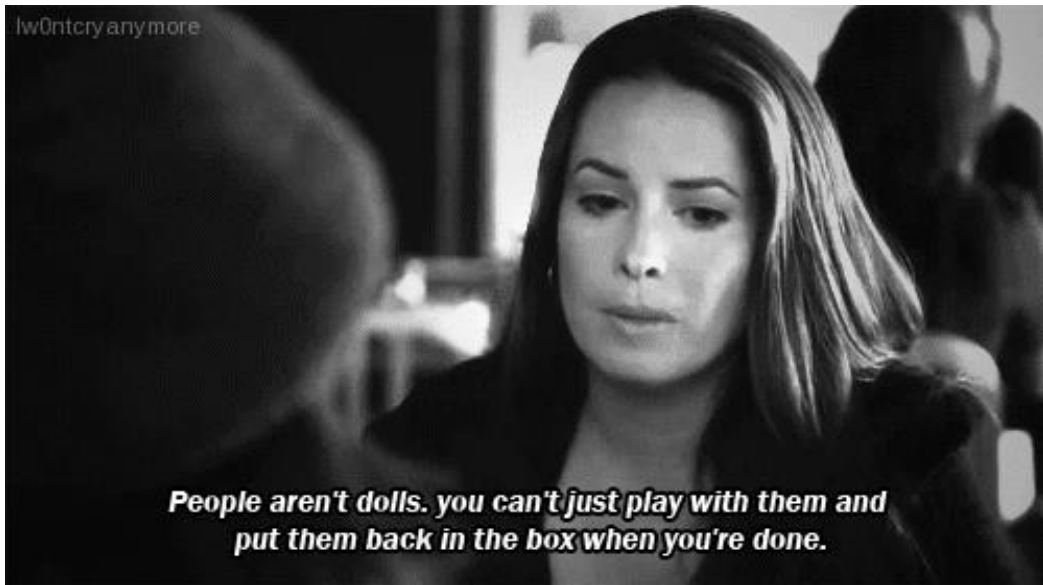 lw0ntcryanymore
People aren't dolls. you can't just play with them and
put them back in the box when you're done.